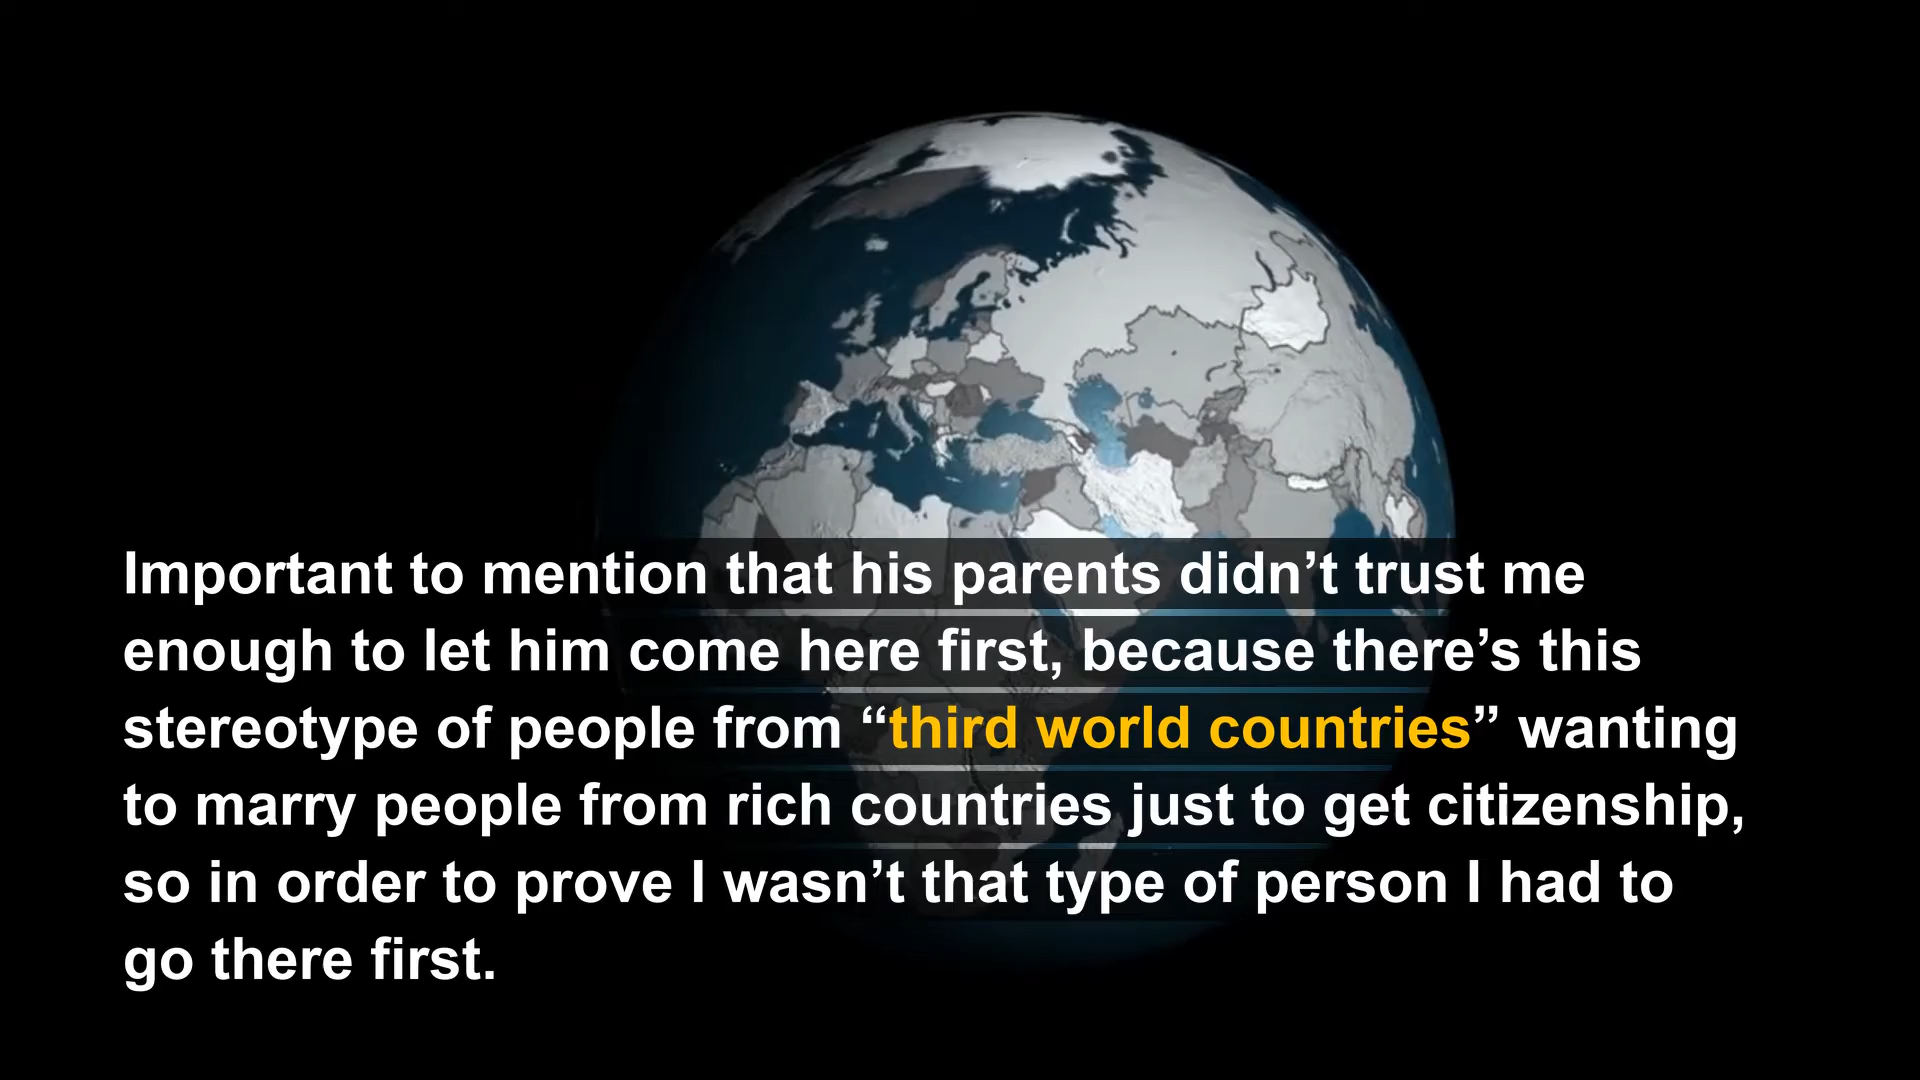 Important to mention that his parents didn’t trust me
enough to let him come here first, because there’s this
stereotype of people from “third world countries” wanting
to marry people from rich countries just to get citizenship,
so in order to prove I wasn’t that type of person I had to
go there first.